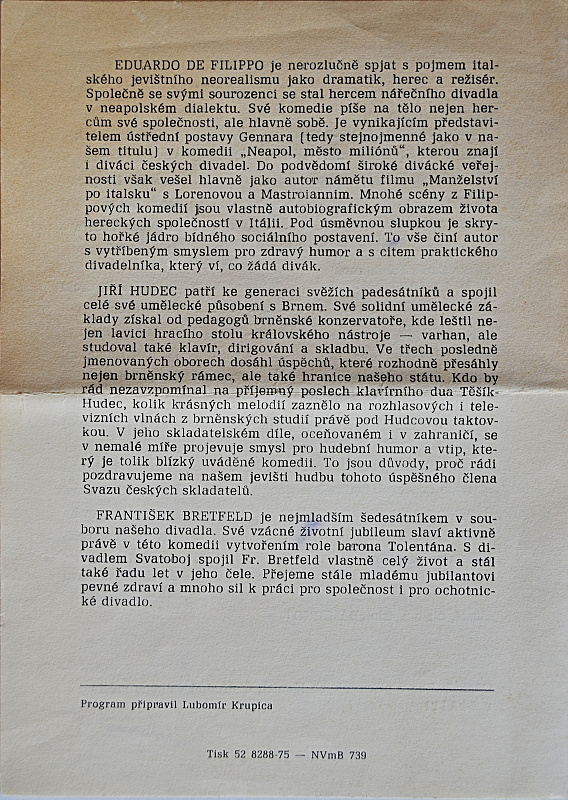 EDUARDO DE FILIPPO je nerozlučně spjat s pojmem ital-
ského jevištního neorealismu jako dramatik, herec a režisér.
Společně se svými sourozenci se stal hercem nářečního divadla
v neapolském dialektu. Své komedie píše na tělo nejen her-
cům své společnosti, ale hlavně sobě. Je vynikajícím představi-
telem ústřední postavy Gennara (tedy stejnojmenné jako v na-
šem titulu) v komedii „Neapol, město miliónů“, kterou znají
i diváci českých divadel. Do podvědomí široké divácké veřej-
nosti však vešel hlavně jako autor námětu filmu „Manželství
po italsku“ s Lorenovou a Mastroiannim. Mnohé scény z Filip-
pových komedií jsou vlastně autobiografickým obrazem života
hereckých společností v Itálii. Pod úsměvnou slupkou je skry-
to hořké jádro bídného sociálního postavení. To vše činí autor
s vytříbeným smyslem pro zdravý humor a s citem praktického
divadelníka, který ví, co žádá divák.
JIŘÍ HUDEC patří ke generaci svěžích padesátníků a spojil
celé své umělecké působení s Brnem. Své solidní umělecké zá-
klady získal od pedagogů brněnské konzervatoře, kde leštil ne-
jen lavici hracího stolu královského nástroje — varhan, ale
studoval také klavír, dirigování a skladbu. Ve třech posledně
jmenovaných oborech dosáhl úspěchů, které rozhodně přesáhly
nejen brněnský rámec, ale také hranice našeho státu. Kdo by
rád nezavzpomínal na příjemný poslech klavírního dua Těšík-
Hudec, kolik krásných melodií zaznělo na rozhlasových i tele-
vizních vlnách z brněnských studií právě pod Hudcovou taktov-
kou. V jeho skladatelském díle, oceňovaném i v zahraničí, se
v nemalé míře projevuje smysl pro hudební humor a vtip, kte-
rý je tolik blízký uváděné komedii. To jsou důvody, proč rádi
pozdravujeme na našem jevišti hudbu tohoto úspěšného člena
Svazu českých skladatelů.
FRANTIŠEK BRETFELD je nejmladším šedesátníkem v sou-
boru našeho divadla. Své vzácné životní jubileum slaví aktivně
právě v této komedii vytvořením role barona Tolentána. S di-
vadlem Svatoboj spojil Fr. Bretfeld vlastně celý život a stál
také řadu let v jeho čele. Přejeme stále mladému jubilantovi
pevné zdraví a mnoho sil k práci pro společnost i pro ochotnic-
ké divadlo.
Program připravil Lubomír Krupica
Tisk 52 8288-75 — NVmB 739